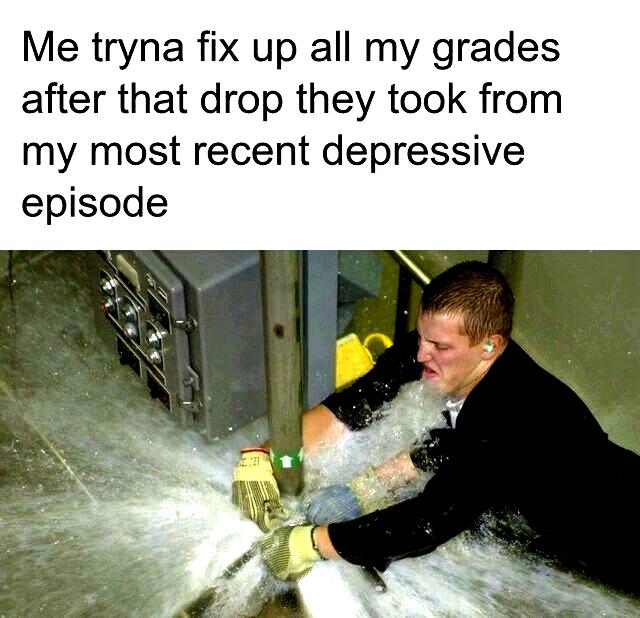 Me tryna fix up all my grades
after that drop they took from
my most recent depressive
episode